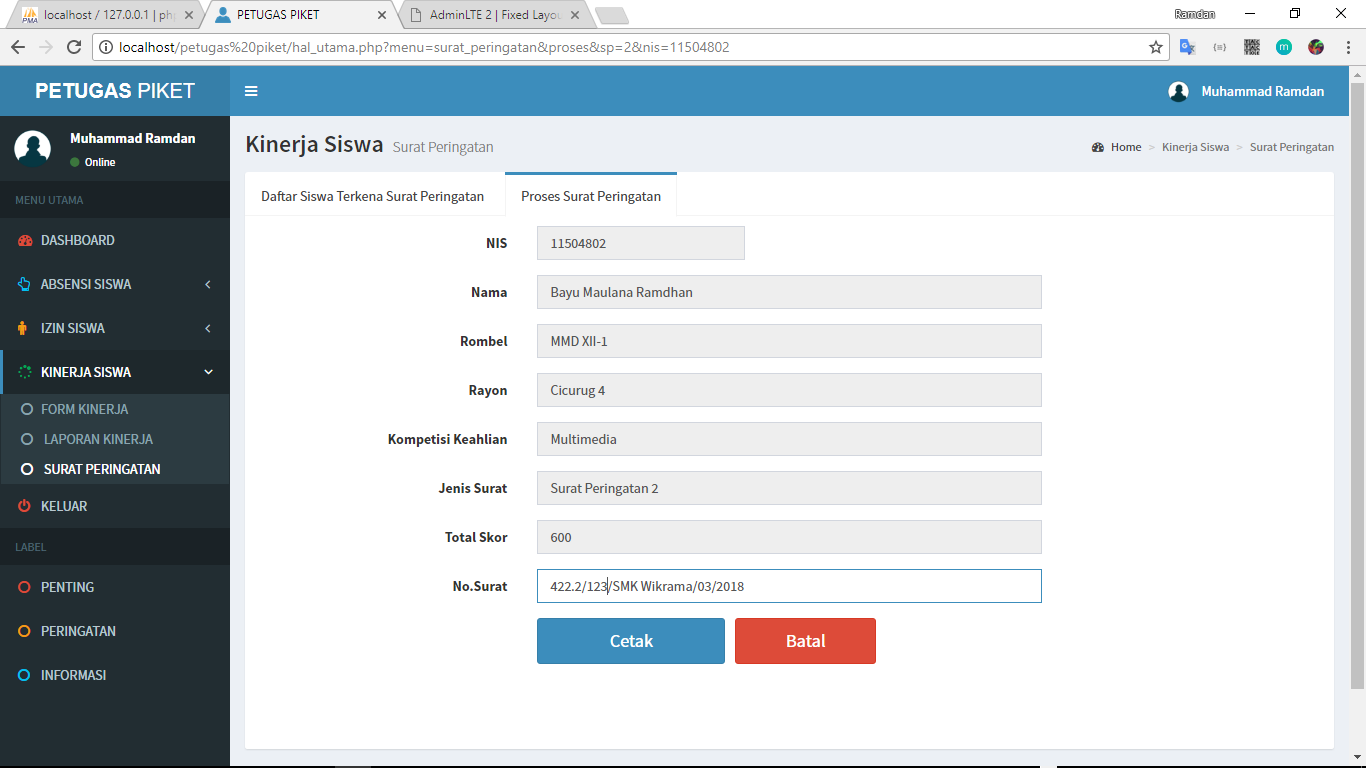 localhost / 127.0.0.1 | ph
PETUGAS PIKET
AdminLTE 2 | Fixed Layou
Ramdan
localhost/petugas%20piket/hal_utama.php?menu=surat_peringatan&proses&sp=2&nis=11504802
PETUGAS PIKET
Muhammad Ramdan
Muhammad Ramdan
Online
Kinerja Siswa Surat Peringatan
Home > Kinerja Siswa > Surat Peringatan
MENU UTAMA
DASHBOARD
ABSENSI SISWA
IZIN SISWA
KINERJA SISWA
FORM KINERJA
LAPORAN KINERJA
SURAT PERINGATAN
KELUAR
LABEL
PENTING
PERINGATAN
INFORMASI
Daftar Siswa Terkena Surat Peringatan
Proses Surat Peringatan
NIS 11504802
Nama Bayu Maulana Ramdhan
Rombel MMD XII-1
Rayon Cicurug 4
Kompetisi Keahlian Multimedia
Jenis Surat Surat Peringatan 2
Total Skor 600
No.Surat 422.2/123/SMK Wikrama/03/2018
Cetak Batal